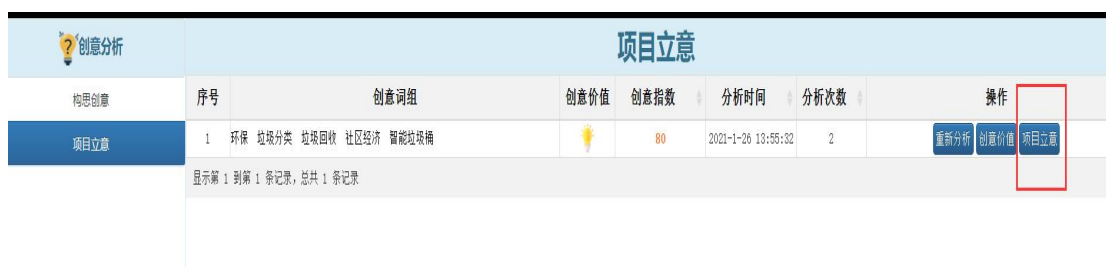 创意分析
项目立意
构思创意
项目立意
序号 创意词组 创意价值 创意指数 分析时间 分析次数 操作
1 环保 垃圾分类 垃圾回收 社区经济 智能垃圾桶 80 2021-1-26 13:55:32 2 重新分析 创意价值 项目立意
显示第 1 到第 1 条记录，总共 1 条记录